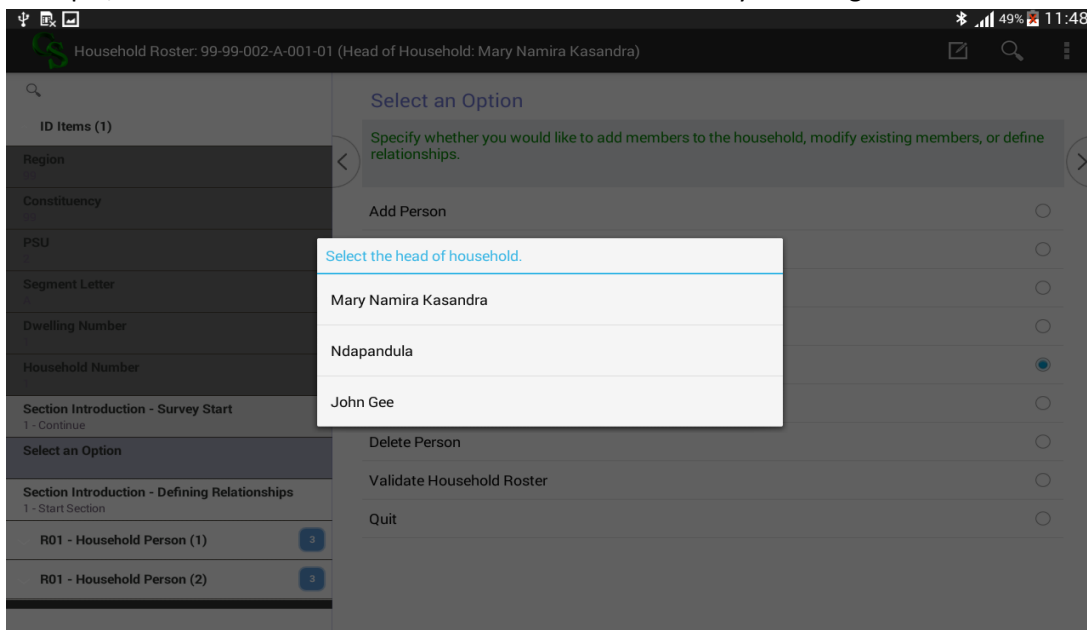 49% 11:48
Household Roster: 99-99-002-A-001-01 (Head of Household: Mary Namira Kasandra)
ID Items (1)
Region
Constituency
PSU
Segment Letter
A
Dwelling Number
Household Number
Section Introduction - Survey Start
1 - Continue
Select an Option
Section Introduction - Defining Relationships
1 - Start Section
R01 - Household Person (1) 3
R01 - Household Person (2) 3
Select an Option
Specify whether you would like to add members to the household, modify existing members, or define
relationships.
Add Person
Select the head of household.
Mary Namira Kasandra
Ndapandula
John Gee
Delete Person
Validate Household Roster
Quit